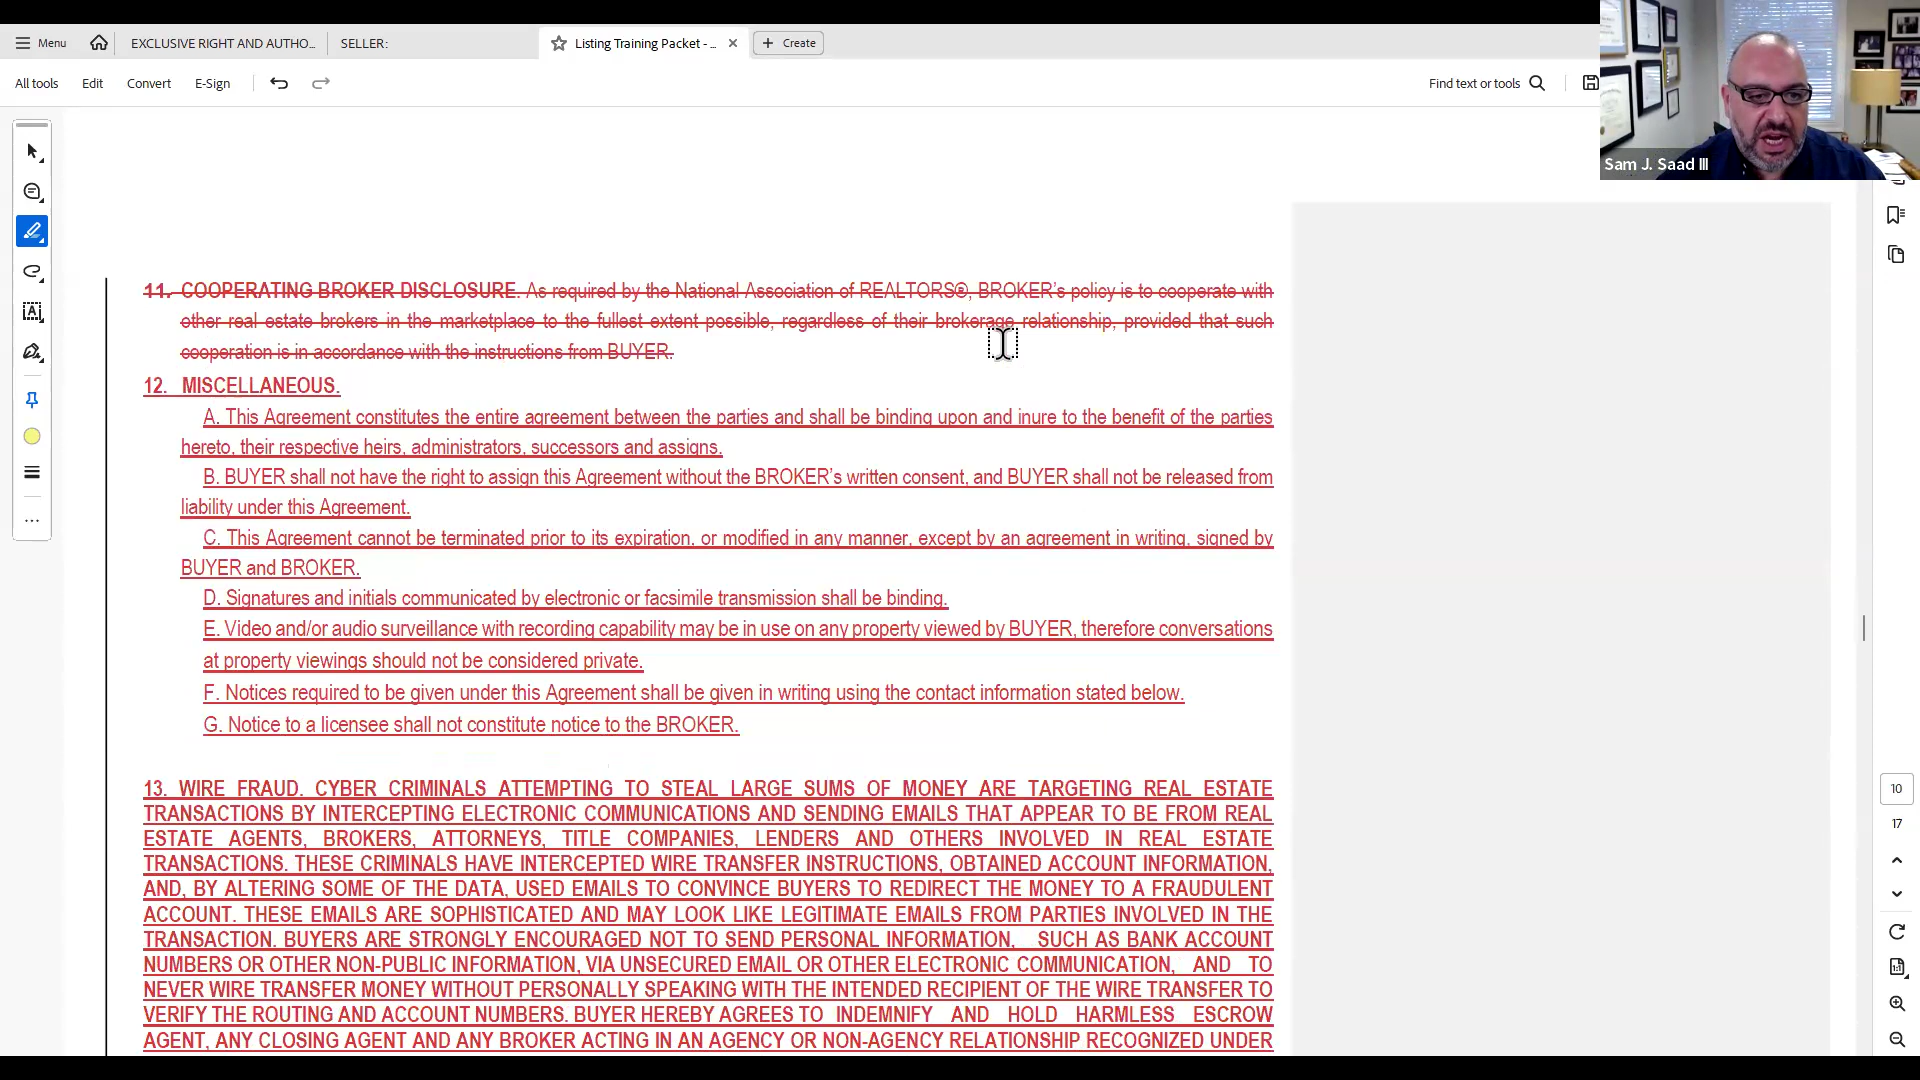 Menu
EXCLUSIVE RIGHT AND AUTHO...
SELLER:
Listing Training Packet - ...
Create
All tools
Edit
Convert
E-Sign
Find text or tools
Sam J. Saad III
11. COOPERATING BROKER DISCLOSURE. As required by the National Association of REALTORS®, BROKER's policy is to cooperate with
other real estate brokers in the marketplace to the fullest extent possible, regardless of their brokerage relationship, provided that such
cooperation is in accordance with the instructions from BUYER.
12. MISCELLANEOUS.
A. This Agreement constitutes the entire agreement between the parties and shall be binding upon and inure to the benefit of the parties
hereto, their respective heirs, administrators, successors and assigns.
B. BUYER shall not have the right to assign this Agreement without the BROKER's written consent, and BUYER shall not be released from
liability under this Agreement.
C. This Agreement cannot be terminated prior to its expiration, or modified in any manner, except by an agreement in writing, signed by
BUYER and BROKER.
D. Signatures and initials communicated by electronic or facsimile transmission shall be binding.
E. Video and/or audio surveillance with recording capability may be in use on any property viewed by BUYER, therefore conversations
at property viewings should not be considered private.
F. Notices required to be given under this Agreement shall be given in writing using the contact information stated below.
G. Notice to a licensee shall not constitute notice to the BROKER.
13. WIRE FRAUD. CYBER CRIMINALS ATTEMPTING TO STEAL LARGE SUMS OF MONEY ARE TARGETING REAL ESTATE
TRANSACTIONS BY INTERCEPTING ELECTRONIC COMMUNICATIONS AND SENDING EMAILS THAT APPEAR TO BE FROM REAL
ESTATE AGENTS, BROKERS, ATTORNEYS, TITLE COMPANIES, LENDERS AND OTHERS INVOLVED IN REAL ESTATE
TRANSACTIONS. THESE CRIMINALS HAVE INTERCEPTED WIRE TRANSFER INSTRUCTIONS, OBTAINED ACCOUNT INFORMATION,
AND, BY ALTERING SOME OF THE DATA, USED EMAILS TO CONVINCE BUYERS TO REDIRECT THE MONEY TO A FRAUDULENT
ACCOUNT. THESE EMAILS ARE SOPHISTICATED AND MAY LOOK LIKE LEGITIMATE EMAILS FROM PARTIES INVOLVED IN THE
TRANSACTION. BUYERS ARE STRONGLY ENCOURAGED NOT TO SEND PERSONAL INFORMATION, SUCH AS BANK ACCOUNT
NUMBERS OR OTHER NON-PUBLIC INFORMATION, VIA UNSECURED EMAIL OR OTHER ELECTRONIC COMMUNICATION, AND TO
NEVER WIRE TRANSFER MONEY WITHOUT PERSONALLY SPEAKING WITH THE INTENDED RECIPIENT OF THE WIRE TRANSFER TO
VERIFY THE ROUTING AND ACCOUNT NUMBERS. BUYER HEREBY AGREES TO INDEMNIFY AND HOLD HARMLESS ESCROW
AGENT, ANY CLOSING AGENT AND ANY BROKER ACTING IN AN AGENCY OR NON-AGENCY RELATIONSHIP RECOGNIZED UNDER
10
17